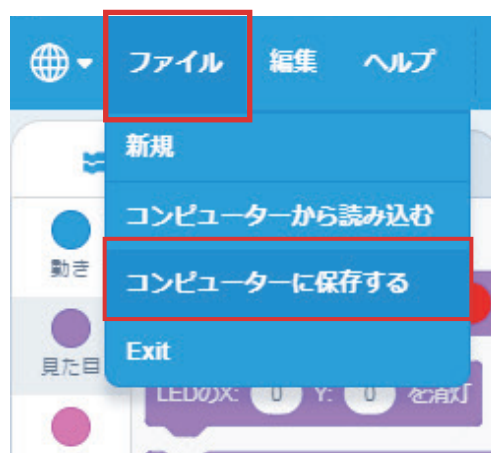 ファイル 編集 ヘルプ
新規
コンピューターから読み込む
動き
コンピューターに保存する
見た目
Exit
LEDのX: 0 Y: 0 を消灯